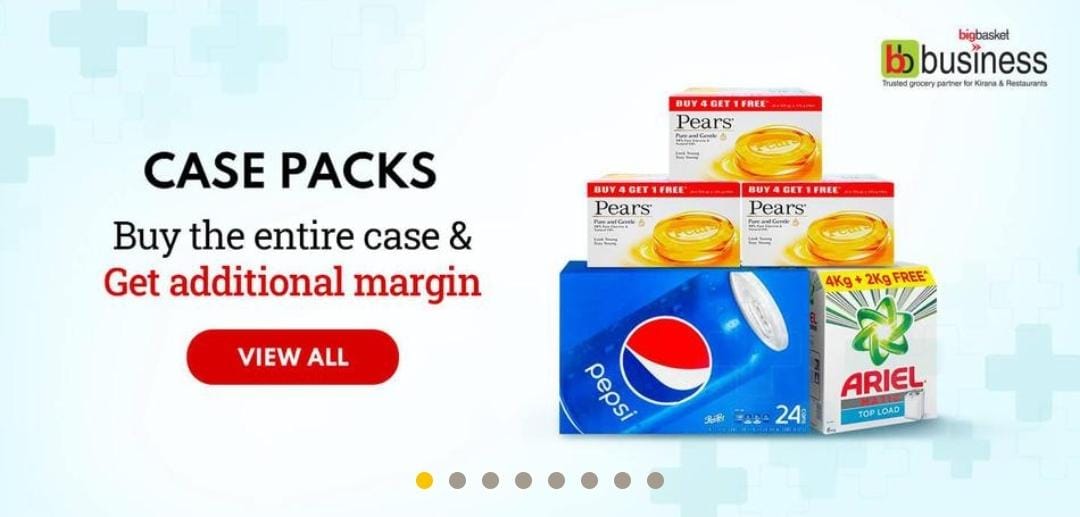 bigbasket
bb business
Trusted grocery partner for Kirana & Restaurants
CASE PACKS
Buy the entire case &
Get additional margin
VIEW ALL
BUY 4 GET 1 FREE*
Pears
Pure and Gentle
BUY 4 GET 1 FREE*
Pears
Pure and Gentle
BUY 4 GET 1 FREE*
Pears
Pure and Gentle
pepsi
24
4Kg + 2Kg FREE^
ARIEL
MATIC
TOP LOAD